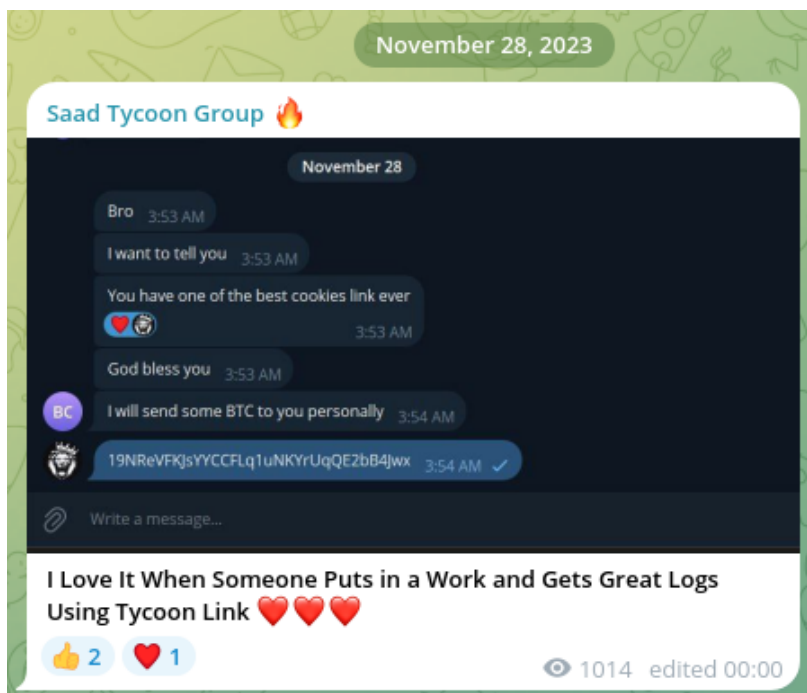 November 28, 2023
Saad Tycoon Group 🔥
November 28
Bro 3:53 AM
I want to tell you 3:53 AM
You have one of the best cookies link ever
3:53 AM
God bless you 3:53 AM
BC I will send some BTC to you personally 3:54 AM
19NReVFKJsYYCCFLq1uNKYrUqQE2bB4Jwx 3:54 AM
Write a message...
I Love It When Someone Puts in a Work and Gets Great Logs
Using Tycoon Link ❤️❤️❤️
👍 2 ❤️ 1 1014 edited 00:00